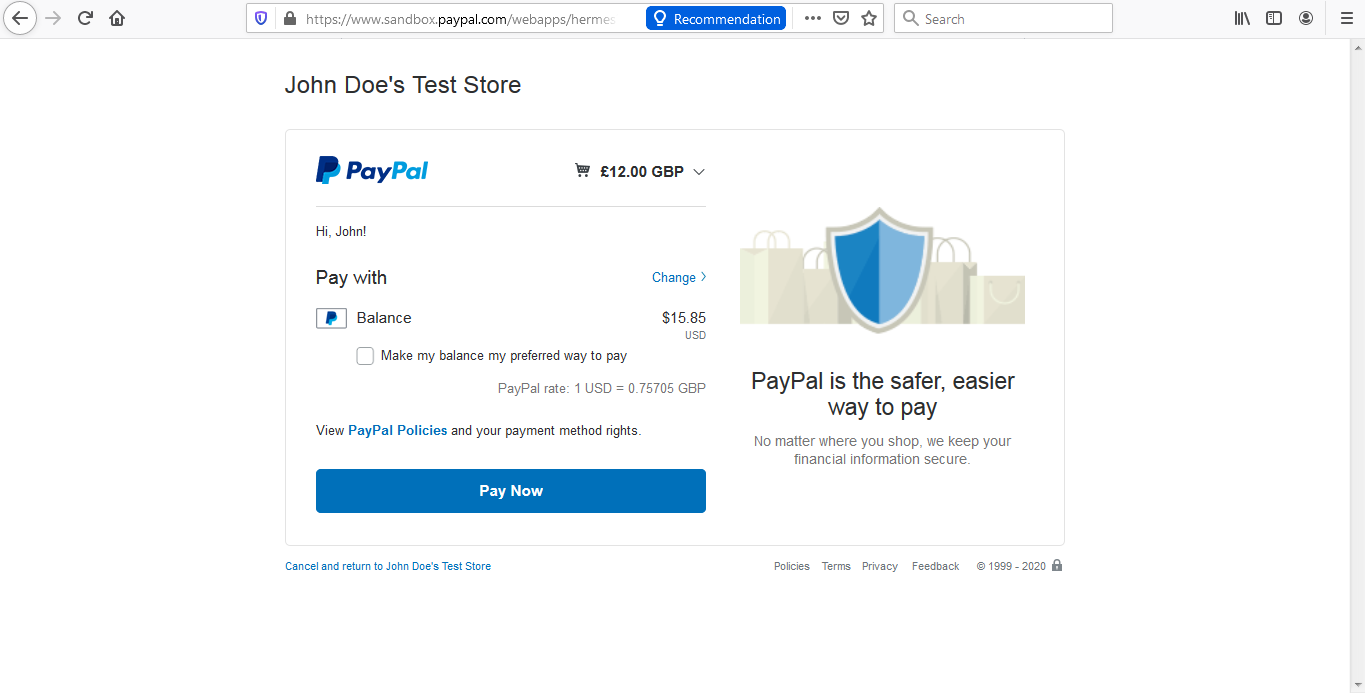 https://www.sandbox.paypal.com/webapps/hermes
Recommendation
Search
John Doe's Test Store
PayPal
£12.00 GBP
Hi, John!
Pay with
Change
Balance
$15.85
USD
Make my balance my preferred way to pay
PayPal rate: 1 USD = 0.75705 GBP
View PayPal Policies and your payment method rights.
Pay Now
PayPal is the safer, easier
way to pay
No matter where you shop, we keep your
financial information secure.
Cancel and return to John Doe's Test Store
Policies Terms Privacy Feedback © 1999 - 2020